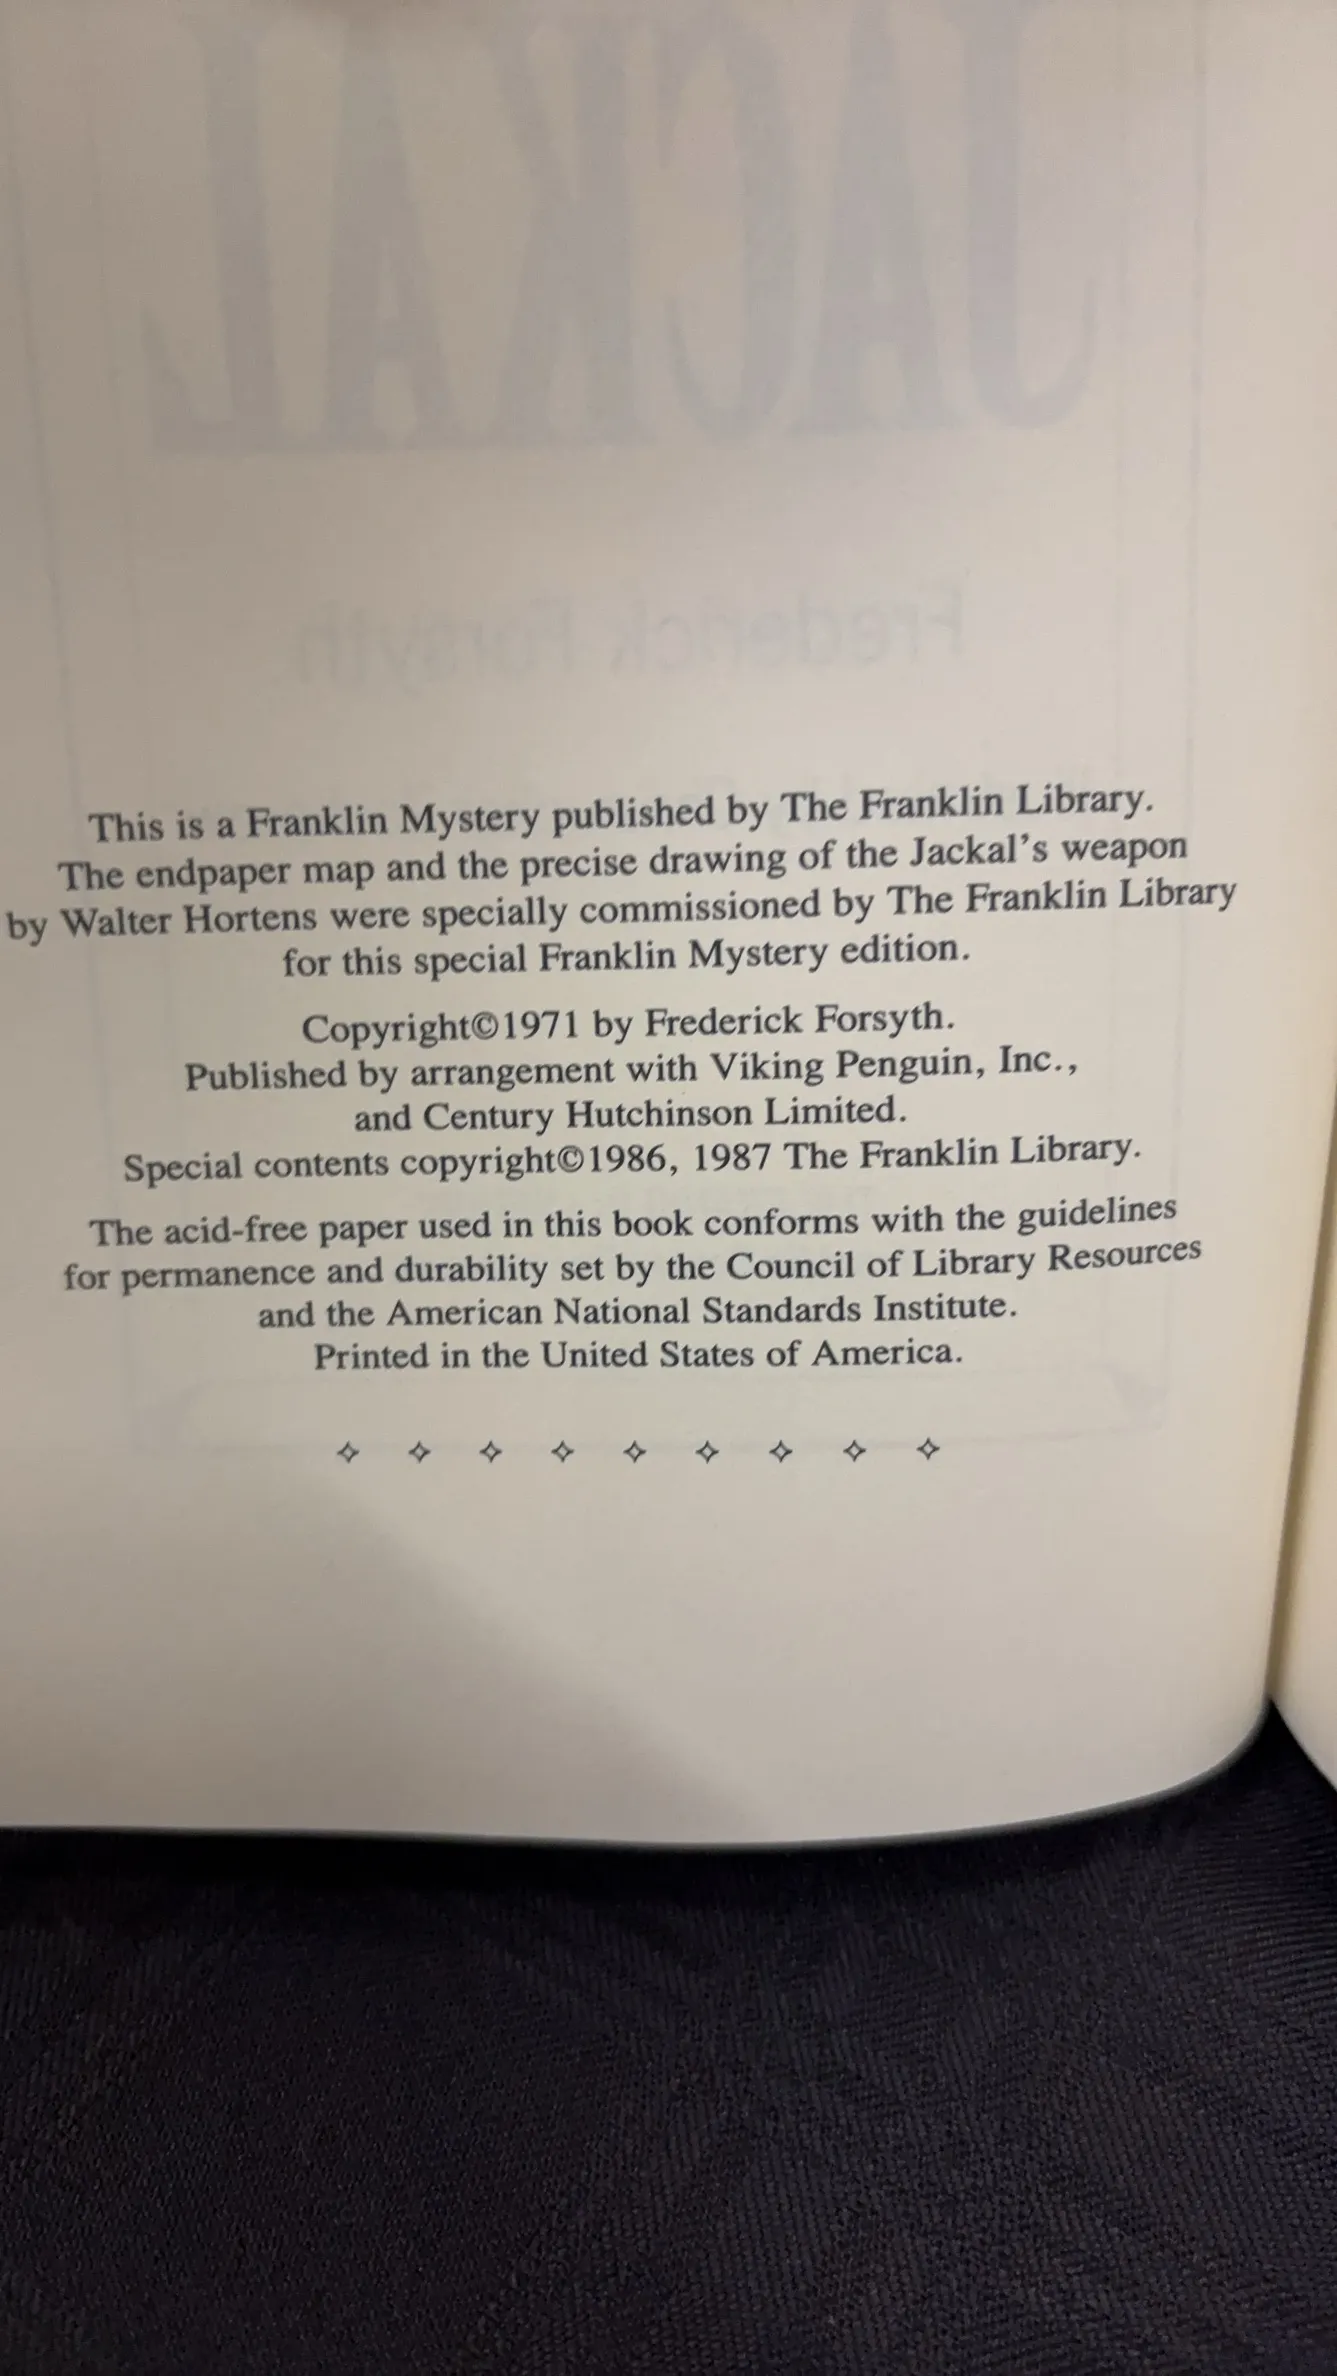 JACKAL
Frederick Forsyth
This is a Franklin Mystery published by The Franklin Library.
The endpaper map and the precise drawing of the Jackal's weapon
by Walter Hortens were specially commissioned by The Franklin Library
for this special Franklin Mystery edition.
Copyright©1971 by Frederick Forsyth.
Published by arrangement with Viking Penguin, Inc.,
and Century Hutchinson Limited.
Special contents copyright©1986, 1987 The Franklin Library.
The acid-free paper used in this book conforms with the guidelines
for permanence and durability set by the Council of Library Resources
and the American National Standards Institute.
Printed in the United States of America.